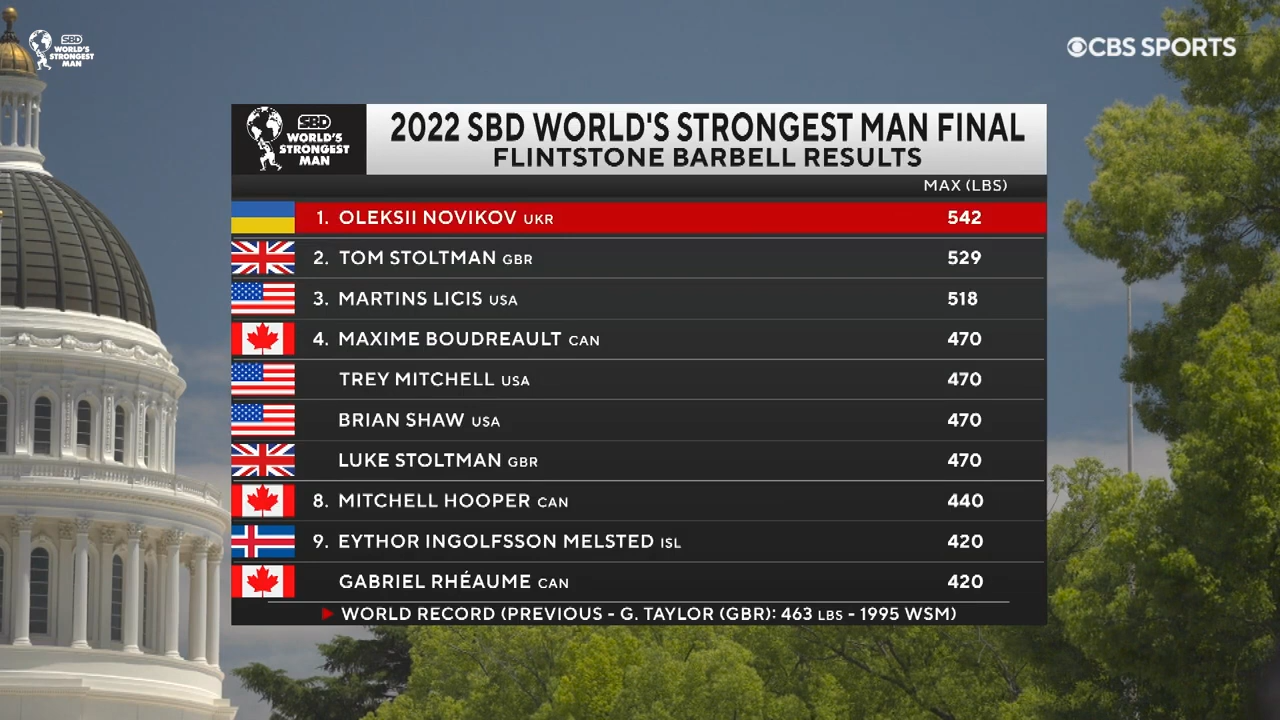 SBD
WORLD'S
STRONGEST
MAN
CBS SPORTS
SBD
WORLD'S
STRONGEST
MAN
2022 SBD WORLD'S STRONGEST MAN FINAL
FLINTSTONE BARBELL RESULTS
MAX (LBS)
1. OLEKSII NOVIKOV UKR 542
2. TOM STOLTMAN GBR 529
3. MARTINS LICIS USA 518
4. MAXIME BOUDREAULT CAN 470
TREY MITCHELL USA 470
BRIAN SHAW USA 470
LUKE STOLTMAN GBR 470
8. MITCHELL HOOPER CAN 440
9. EYTHOR INGOLFSSON MELSTED ISL 420
GABRIEL RHÉAUME CAN 420
WORLD RECORD (PREVIOUS - G. TAYLOR (GBR): 463 LBS - 1995 WSM)